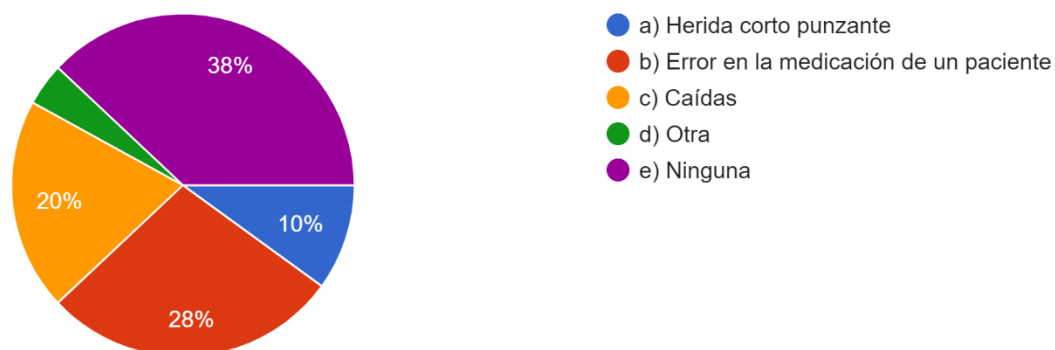 38%
20%
10%
28%
a) Herida corto punzante
b) Error en la medicación de un paciente
c) Caídas
d) Otra
e) Ninguna